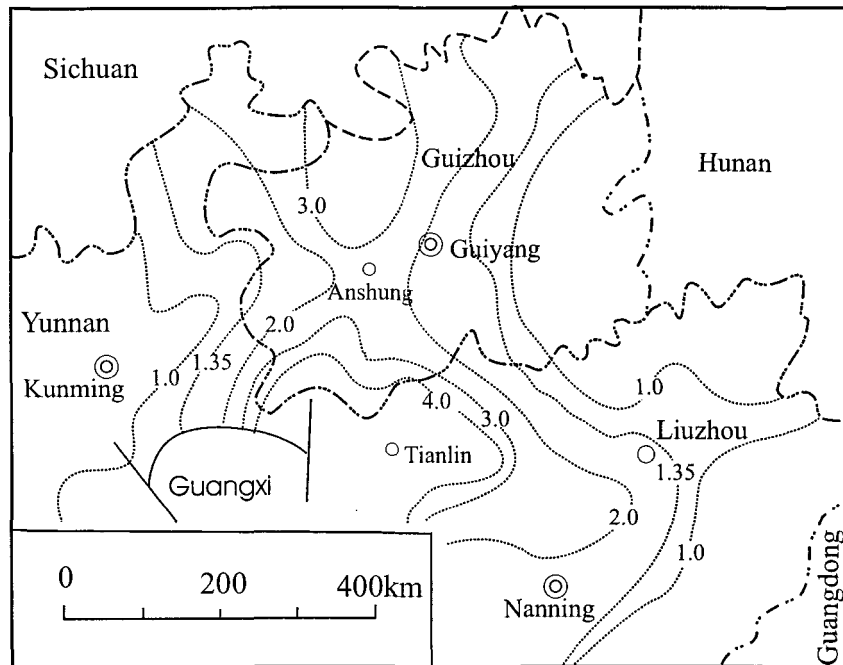 Sichuan
Guizhou
Hunan
3.0
Guiyang
Anshung
Yunnan
2.0
1.35
1.0
Kunming
1.0
4.0
3.0
Liuzhou
Tianlin
1.35
Guangxi
2.0
1.0
0 200 400km
Nanning
Guangdong